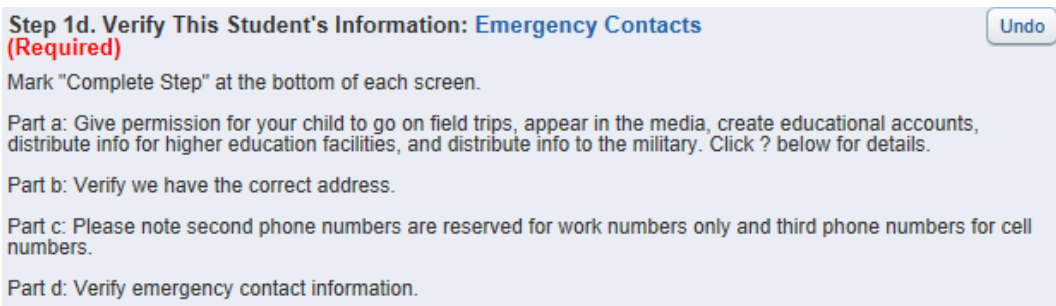 Step 1d. Verify This Student's Information: Emergency Contacts
(Required)
Undo
Mark "Complete Step" at the bottom of each screen.
Part a: Give permission for your child to go on field trips, appear in the media, create educational accounts,
distribute info for higher education facilities, and distribute info to the military. Click ? below for details.
Part b: Verify we have the correct address.
Part c: Please note second phone numbers are reserved for work numbers only and third phone numbers for cell
numbers.
Part d: Verify emergency contact information.